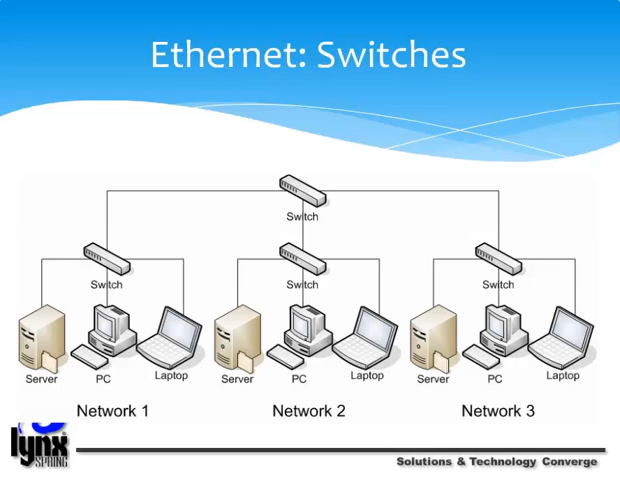 Ethernet: Switches
Switch
Switch Switch Switch
Server PC Laptop Server PC Laptop Server PC Laptop
Network 1 Network 2 Network 3
lynx
SPRING
®
Solutions & Technology Converge